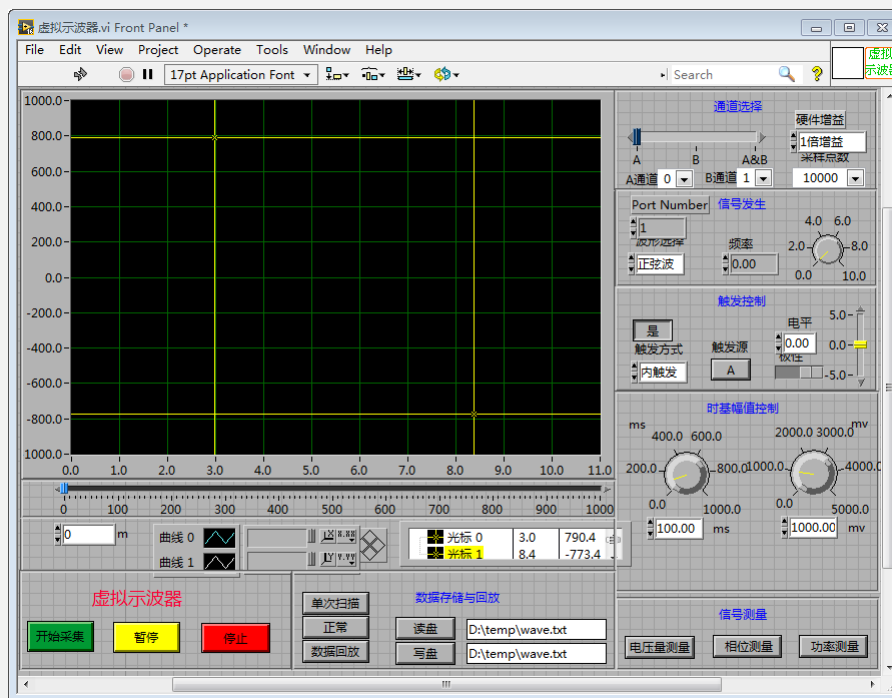 虚拟示波器.vi Front Panel *
File Edit View Project Operate Tools Window Help
17pt Application Font
Search
?
虚拟
示波器
1000.0
800.0
600.0
400.0
200.0
0.0
-200.0
-400.0
-600.0
-800.0
1000.0
0.0 1.0 2.0 3.0 4.0 5.0 6.0 7.0 8.0 9.0 10.0 11.0
0 100 200 300 400 500 600 700 800 900 1000
0 m
曲线 0
曲线 1
X.XX
Y.YY
光标 0 3.0 790.4
光标 1 8.4 -773.4
通道选择
硬件增益
1倍增益
A B A&B
采样点数
A通道 0 B通道 1 10000
Port Number 信号发生
1
波形选择 频率
正弦波 0.00
4.0 6.0
2.0 8.0
0.0 10.0
触发控制
是
触发方式 触发源 电平
0.00
极性
内触发 A
5.0
0.0
-5.0
时基幅值控制
ms mv
400.0 600.0 2000.0 3000.0
200.0 800.0 1000.0 4000.0
0.0 1000.0 0.0 5000.0
100.00 ms 1000.00 mv
虚拟示波器
开始采集 暂停 停止
单次扫描
正常
数据回放
数据存储与回放
读盘 D:\temp\wave.txt
写盘 D:\temp\wave.txt
信号测量
电压量测量 相位测量 功率测量